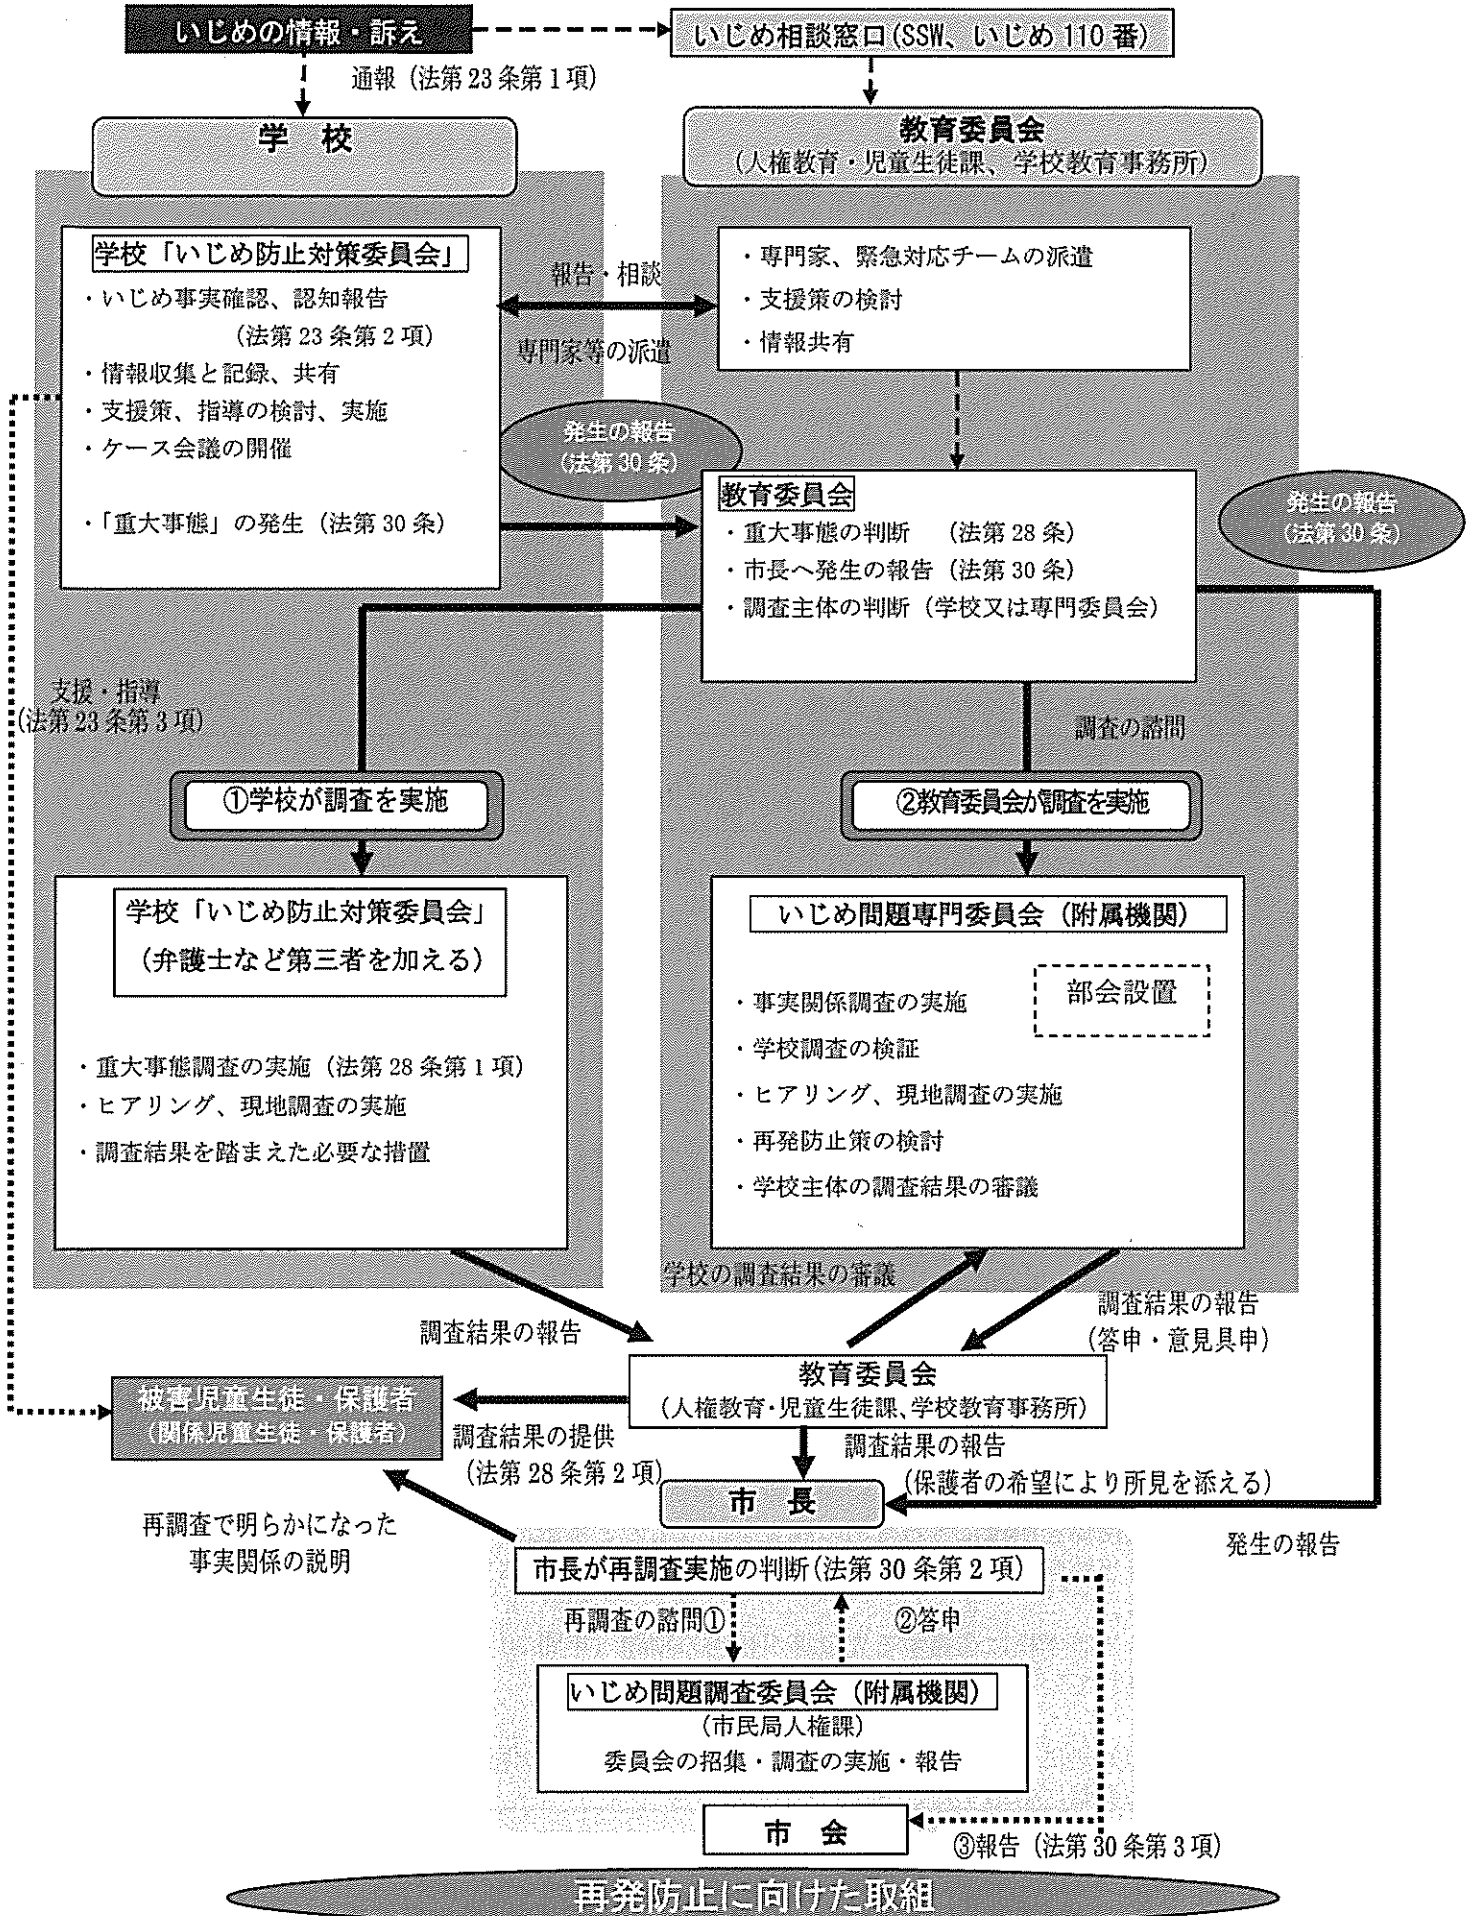 いじめの情報・訴え
いじめ相談窓口(SSW、いじめ110番)
通報（法第23条第1項）
学　校
教育委員会
（人権教育・児童生徒課、学校教育事務所）
学校「いじめ防止対策委員会」
・いじめ事実確認、認知報告
（法第23条第2項）
・情報収集と記録、共有
・支援策、指導の検討、実施
・ケース会議の開催
・「重大事態」の発生（法第30条）
報告・相談
専門家等の派遣
・専門家、緊急対応チームの派遣
・支援策の検討
・情報共有
発生の報告
（法第30条）
教育委員会
・重大事態の判断　（法第28条）
・市長へ発生の報告（法第30条）
・調査主体の判断（学校又は専門委員会）
発生の報告
（法第30条）
支援・指導
（法第23条第3項）
調査の諮問
①学校が調査を実施
②教育委員会が調査を実施
学校「いじめ防止対策委員会」
（弁護士など第三者を加える）
・重大事態調査の実施（法第28条第1項）
・ヒアリング、現地調査の実施
・調査結果を踏まえた必要な措置
いじめ問題専門委員会（附属機関）
部会設置
・事実関係調査の実施
・学校調査の検証
・ヒアリング、現地調査の実施
・再発防止策の検討
・学校主体の調査結果の審議
学校の調査結果の審議
調査結果の報告
調査結果の報告
（答申・意見具申）
教育委員会
（人権教育・児童生徒課、学校教育事務所）
被害児童生徒・保護者
（関係児童生徒・保護者）
調査結果の提供
（法第28条第2項）
調査結果の報告
（保護者の希望により所見を添える）
市　長
発生の報告
再調査で明らかになった
事実関係の説明
市長が再調査実施の判断（法第30条第2項）
再調査の諮問①
②答申
いじめ問題調査委員会（附属機関）
（市民局人権課）
委員会の招集・調査の実施・報告
市　会
③報告（法第30条第3項）
再発防止に向けた取組